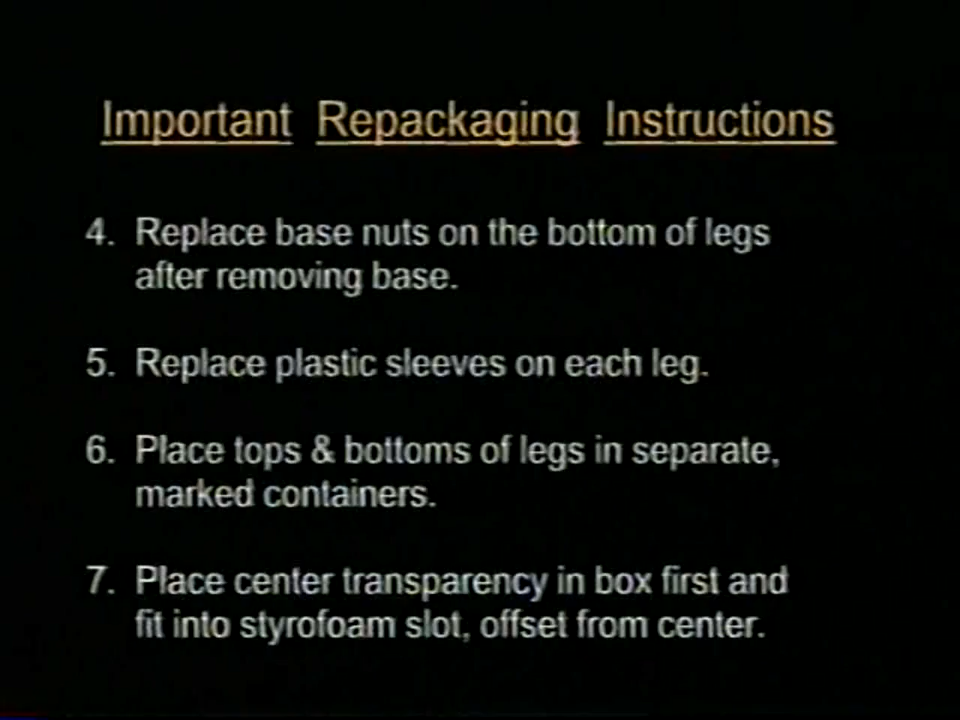 Important Repackaging Instructions
4. Replace base nuts on the bottom of legs
after removing base.
5. Replace plastic sleeves on each leg.
6. Place tops & bottoms of legs in separate,
marked containers.
7. Place center transparency in box first and
fit into styrofoam slot, offset from center.